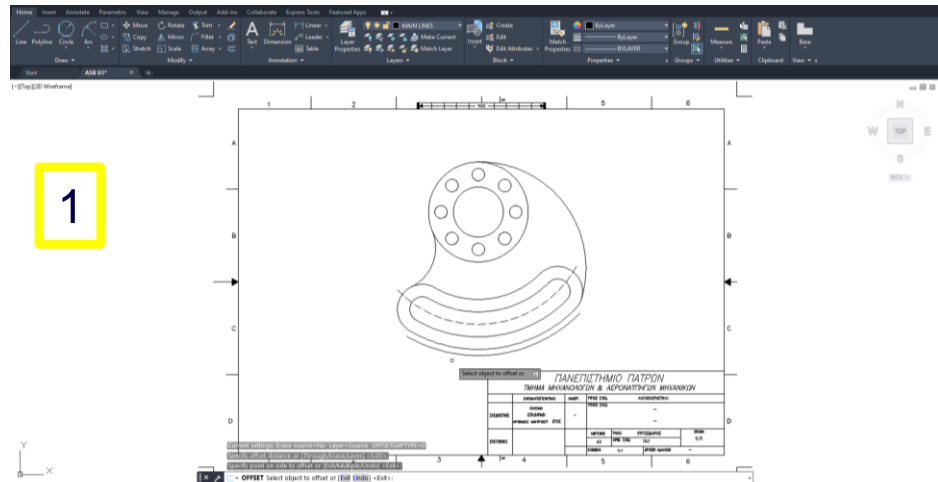 Home Insert Annotate Parametric View Manage Output Add-ins Collaborate Express Tools Featured Apps
Move Rotate Trim Linear MAIN LINES Create ByLayer
Copy Mirror Fillet Leader Make Current Edit ByLayer
Stretch Scale Array Table Match Layer Edit Attributes BYLAYER
Line Polyline Circle Arc Text Dimension Layer Properties Insert Match Properties Group Measure Paste Base
Draw Modify Annotation Layers Block Properties Groups Utilities Clipboard View
Start ASK 01*
[−][Top][2D Wireframe]
1 2 5 6
N
W TOP
S
WCS
A A
1
B B
C C
Select object to offset or
ΠΑΝΕΠΙΣΤΗΜΙΟ ΠΑΤΡΩΝ
ΤΜΗΜΑ ΜΗΧΑΝΟΛΟΓΩΝ & ΑΕΡΟΝΑΥΠΗΓΩΝ ΜΗΧΑΝΙΚΩΝ
D D
Y
X
Current settings: Erase source=No Layer=Source OFFSETGAPTYPE=0
Specify offset distance or [Through/Erase/Layer] <5.00>:
Specify point on side to offset or [Exit/Multiple/Undo] <Exit>:
3 4 5 6
OFFSET Select object to offset or [Exit Undo] <Exit>: